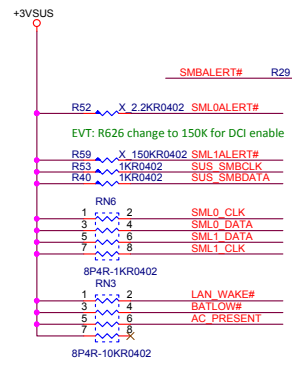 +3VSUS
SMBALERT# R29
R52 X_2.2KR0402 SML0ALERT#
EVT: R626 change to 150K for DCI enable
R59 X_150KR0402 SML1ALERT#
R53 1KR0402 SUS_SMBCLK
R40 1KR0402 SUS_SMBDATA
RN6
1 2 SML0_CLK
3 4 SML0_DATA
5 6 SML1_DATA
7 8 SML1_CLK
8P4R-1KR0402
RN3
1 2 LAN_WAKE#
3 4 BATLOW#
5 6 AC_PRESENT
7 8
8P4R-10KR0402